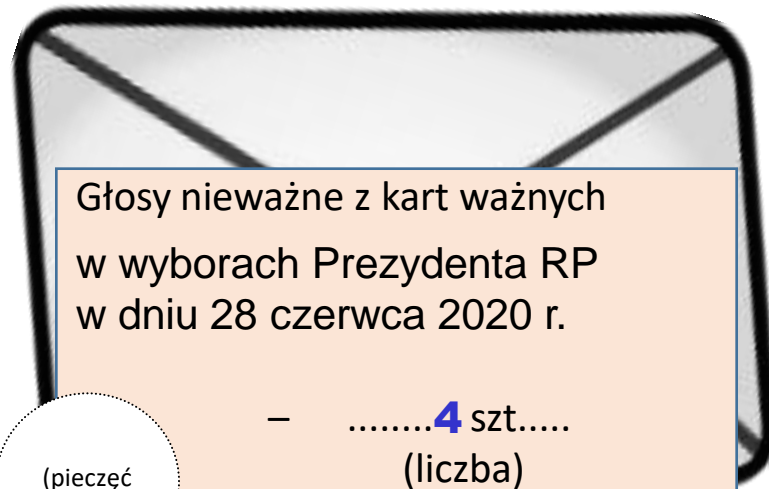 Głosy nieważne z kart ważnych
w wyborach Prezydenta RP
w dniu 28 czerwca 2020 r.
– ........4 szt.....
(liczba)
(pieczęć